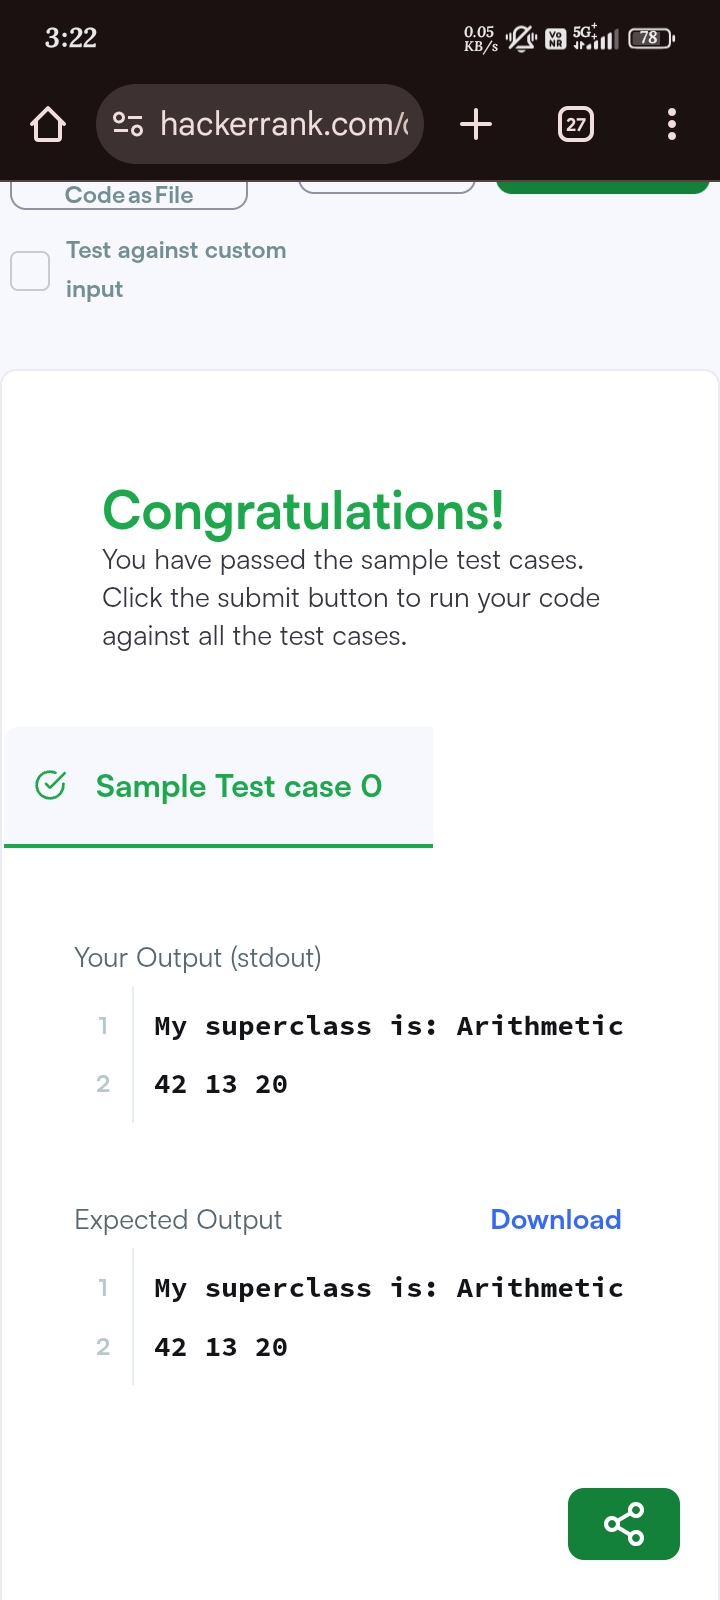 3:22
0.05
KB/s
Vo
NR
5G+
78
hackerrank.com/
27
Code as File
Test against custom
input
Congratulations!
You have passed the sample test cases.
Click the submit button to run your code
against all the test cases.
Sample Test case 0
Your Output (stdout)
1 My superclass is: Arithmetic
2 42 13 20
Expected Output
Download
1 My superclass is: Arithmetic
2 42 13 20